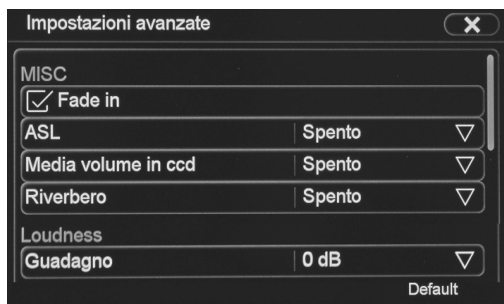 Impostazioni avanzate
MISC
Fade in
ASL Spento
Media volume in ccd Spento
Riverbero Spento
Loudness
Guadagno 0 dB
Default